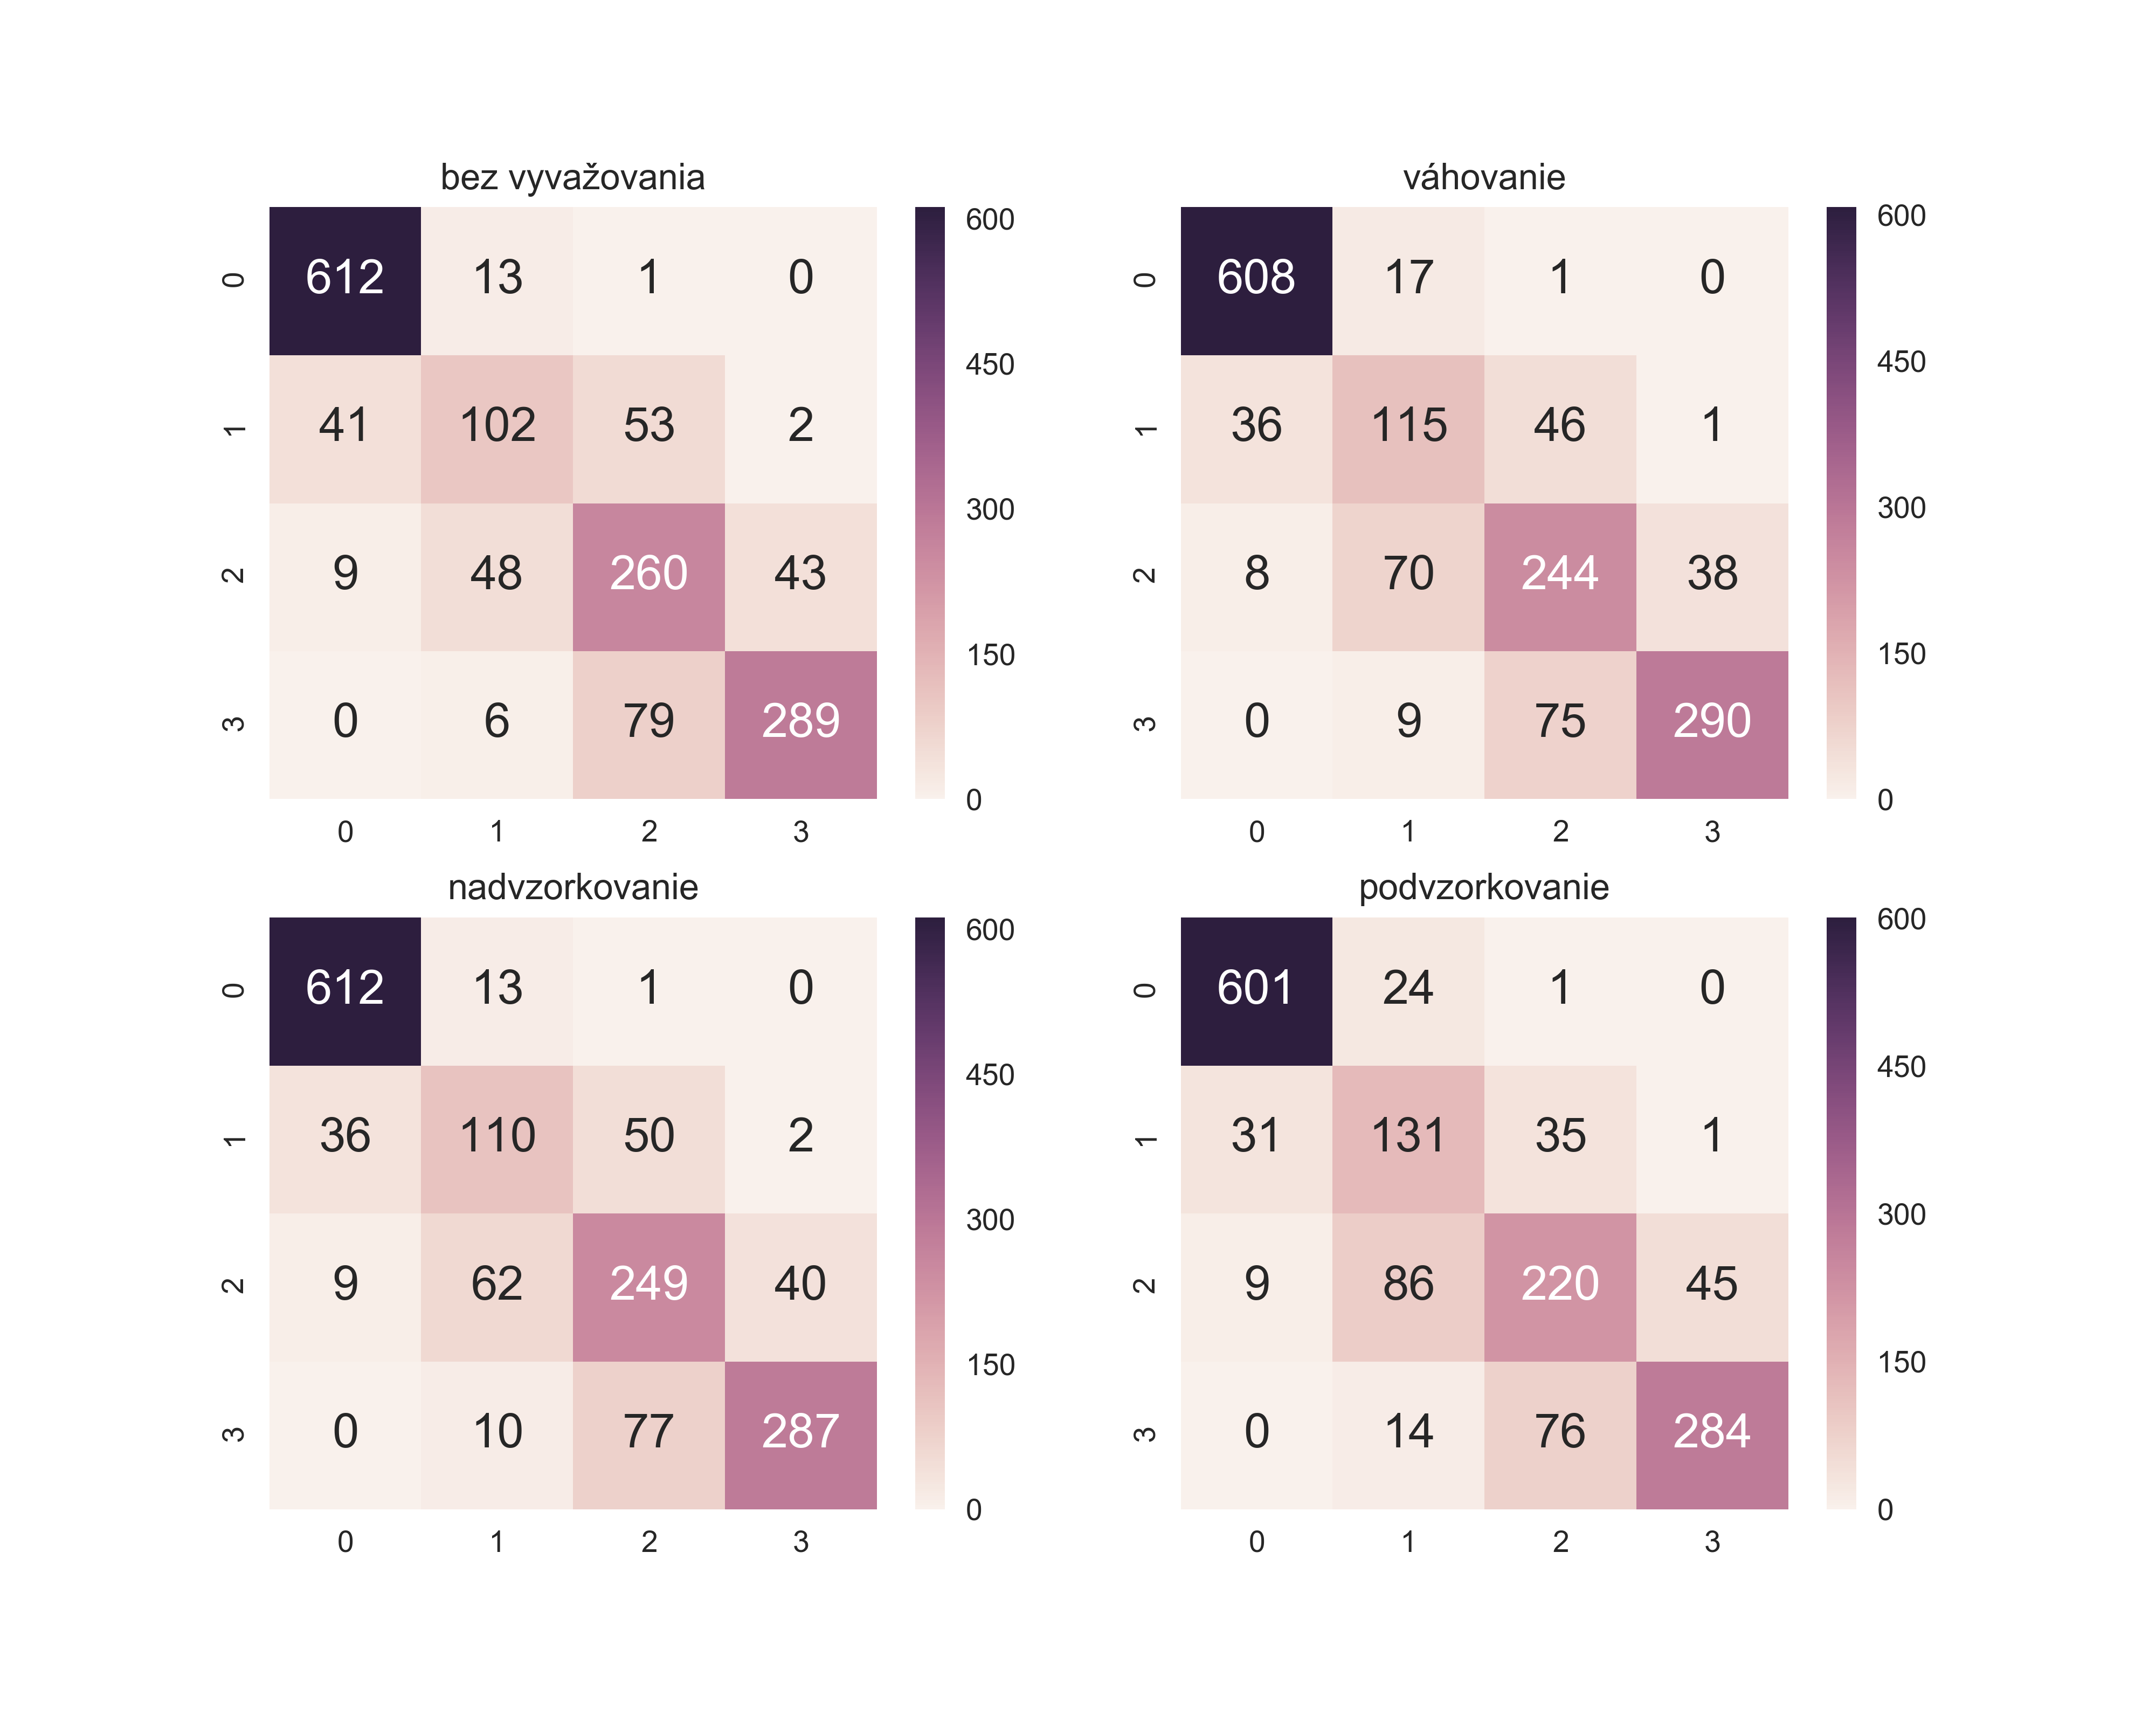 bez vyvažovania
600
450
300
150
0
0 612 13 1 0
1 41 102 53 2
2 9 48 260 43
3 0 6 79 289
0 1 2 3
váhovanie
600
450
300
150
0
0 608 17 1 0
1 36 115 46 1
2 8 70 244 38
3 0 9 75 290
0 1 2 3
nadvzorkovanie
600
450
300
150
0
0 612 13 1 0
1 36 110 50 2
2 9 62 249 40
3 0 10 77 287
0 1 2 3
podvzorkovanie
600
450
300
150
0
0 601 24 1 0
1 31 131 35 1
2 9 86 220 45
3 0 14 76 284
0 1 2 3